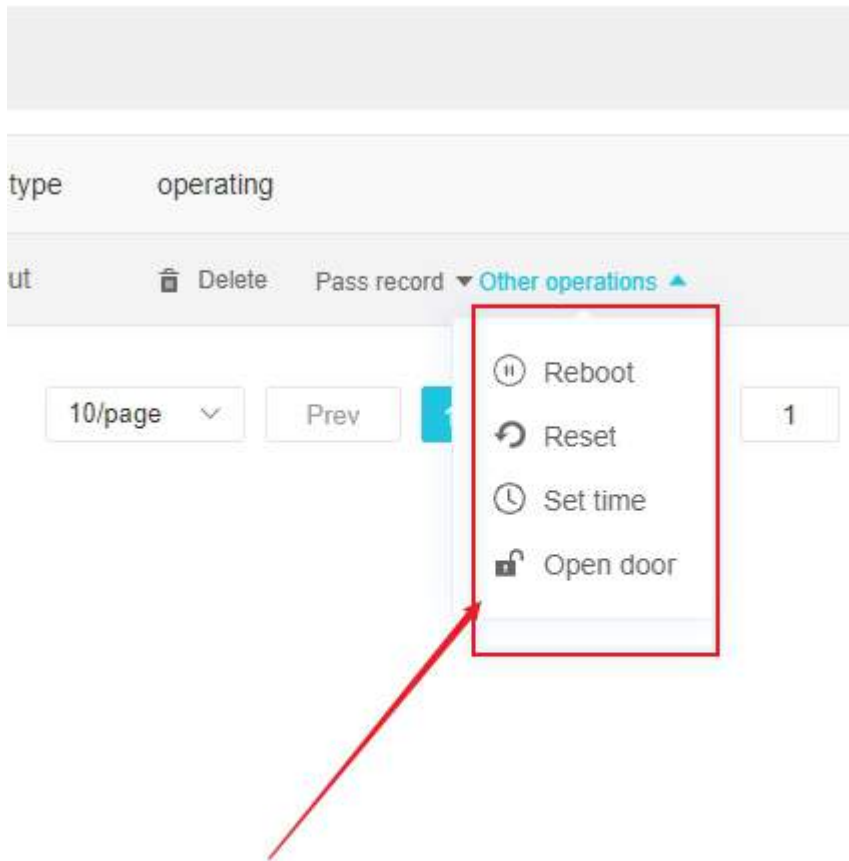 type operating
ut Delete Pass record Other operations
Reboot
10/page Prev 1
Reset
Set time
Open door